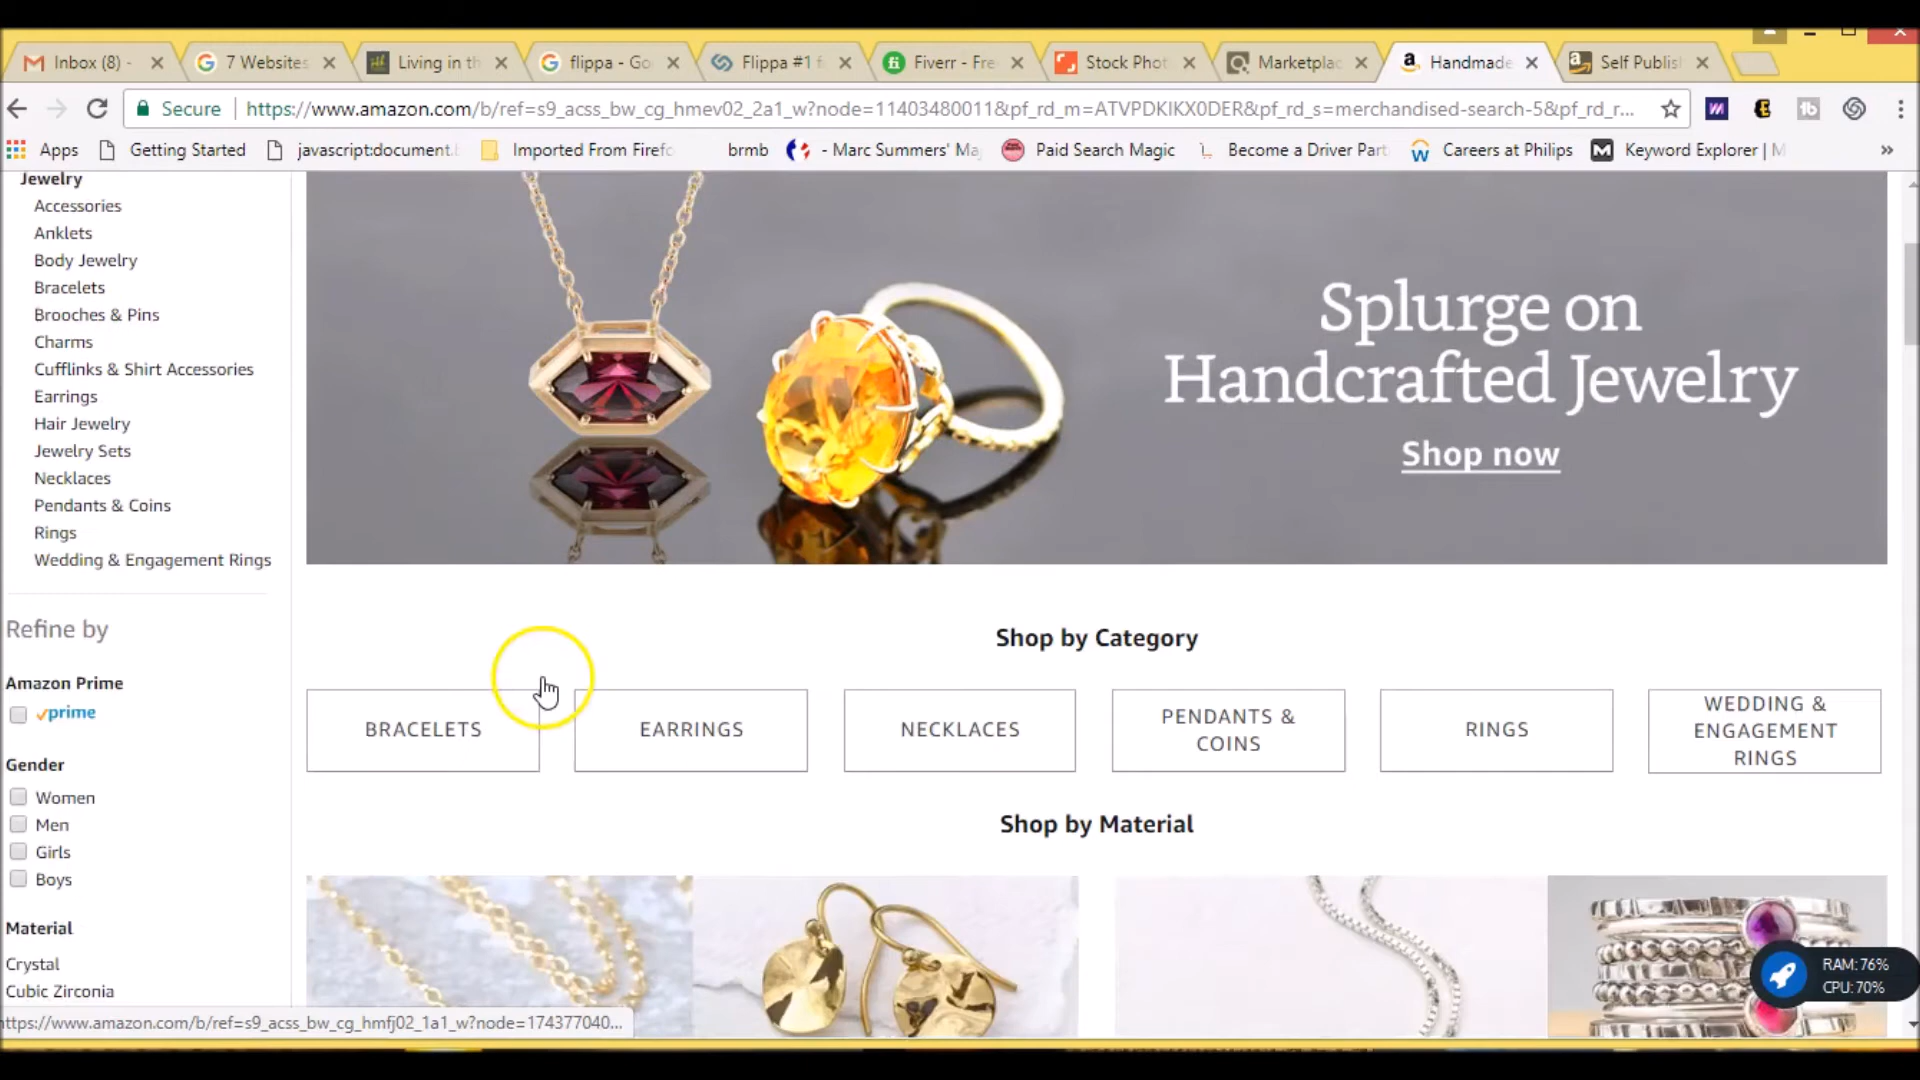 Inbox (8) -
7 Websites
Living in th
flippa - Go
Flippa #1 f
Fiverr - Fre
Stock Phot
Marketplac
Handmade
Self Publis
Secure
https://www.amazon.com/b/ref=s9_acss_bw_cg_hmev02_2a1_w?node=11403480011&pf_rd_m=ATVPDKIKX0DER&pf_rd_s=merchandised-search-5&pf_rd_r...
Apps
Getting Started
javascript:document.
Imported From Firefo
brmb
- Marc Summers' Ma
Paid Search Magic
Become a Driver Part
Careers at Philips
Keyword Explorer | M
»
Jewelry
Accessories
Anklets
Body Jewelry
Bracelets
Brooches & Pins
Charms
Cufflinks & Shirt Accessories
Earrings
Hair Jewelry
Jewelry Sets
Necklaces
Pendants & Coins
Rings
Wedding & Engagement Rings
Refine by
Amazon Prime
prime
Gender
Women
Men
Girls
Boys
Material
Crystal
Cubic Zirconia
Splurge on
Handcrafted Jewelry
Shop now
Shop by Category
BRACELETS
EARRINGS
NECKLACES
PENDANTS &
COINS
RINGS
WEDDING &
ENGAGEMENT
RINGS
Shop by Material
RAM: 76%
CPU: 70%
https://www.amazon.com/b/ref=s9_acss_bw_cg_hmfj02_1a1_w?node=174377040...